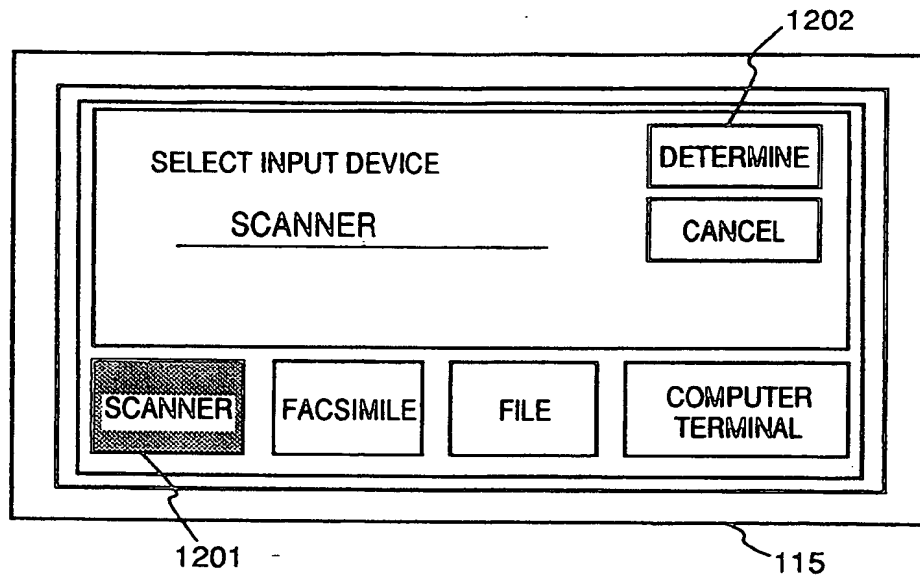 1202
SELECT INPUT DEVICE
DETERMINE
SCANNER
CANCEL
SCANNER
FACSIMILE
FILE
COMPUTER
TERMINAL
1201
115